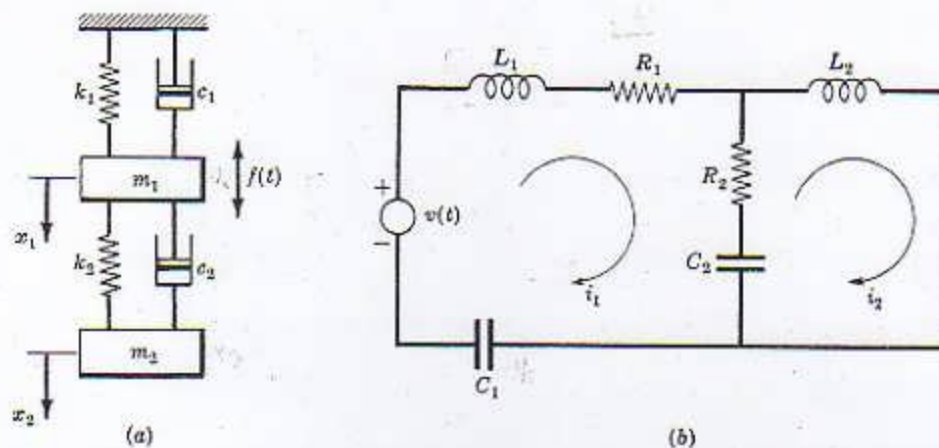 k₁
c₁
m₁
f(t)
x₁
k₂
c₂
m₂
x₂
(a)
L₁
R₁
L₂
R₂
+
v(t)
−
C₂
i₁
i₂
C₁
(b)